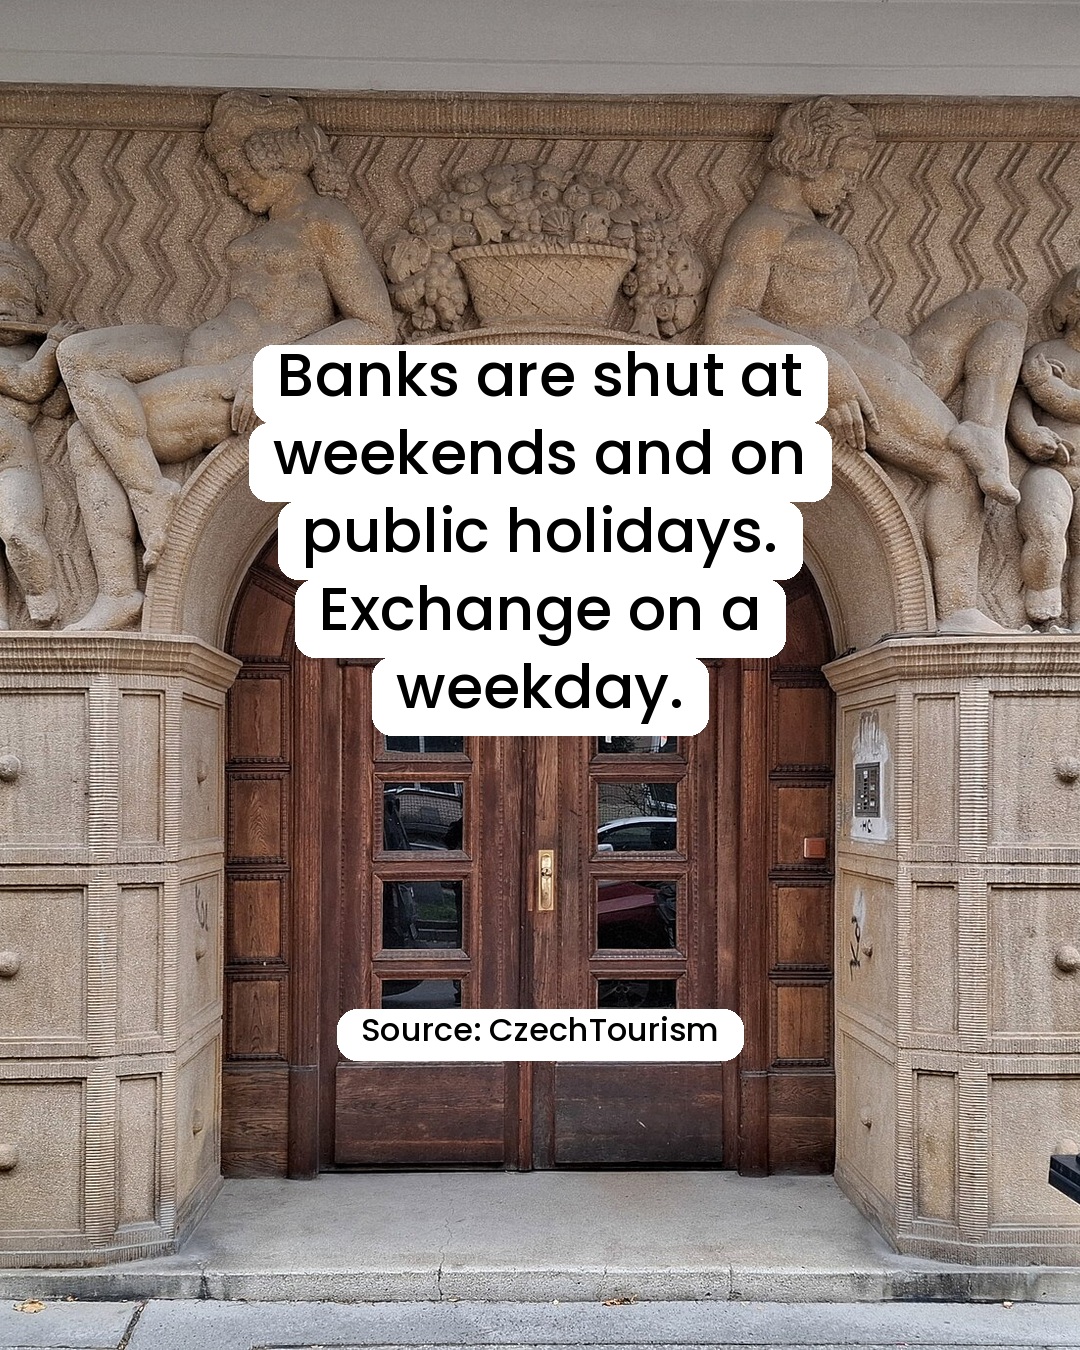 Banks are shut at
weekends and on
public holidays.
Exchange on a
weekday.
Source: CzechTourism